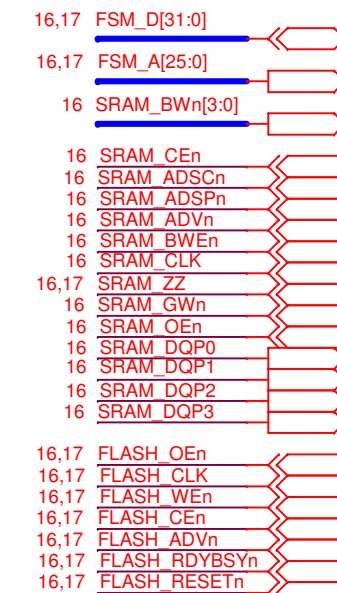 16,17 FSM_D[31:0]
16,17 FSM_A[25:0]
16 SRAM_BWn[3:0]
16 SRAM_CEn
16 SRAM_ADSCn
16 SRAM_ADSPn
16 SRAM_ADVn
16 SRAM_BWEn
16 SRAM_CLK
16,17 SRAM_ZZ
16 SRAM_GWn
16 SRAM_OEn
16 SRAM_DQP0
16 SRAM_DQP1
16 SRAM_DQP2
16 SRAM_DQP3
16,17 FLASH_OEn
16,17 FLASH_CLK
16,17 FLASH_WEn
16,17 FLASH_CEn
16,17 FLASH_ADVn
16,17 FLASH_RDYBSYn
16,17 FLASH_RESETn